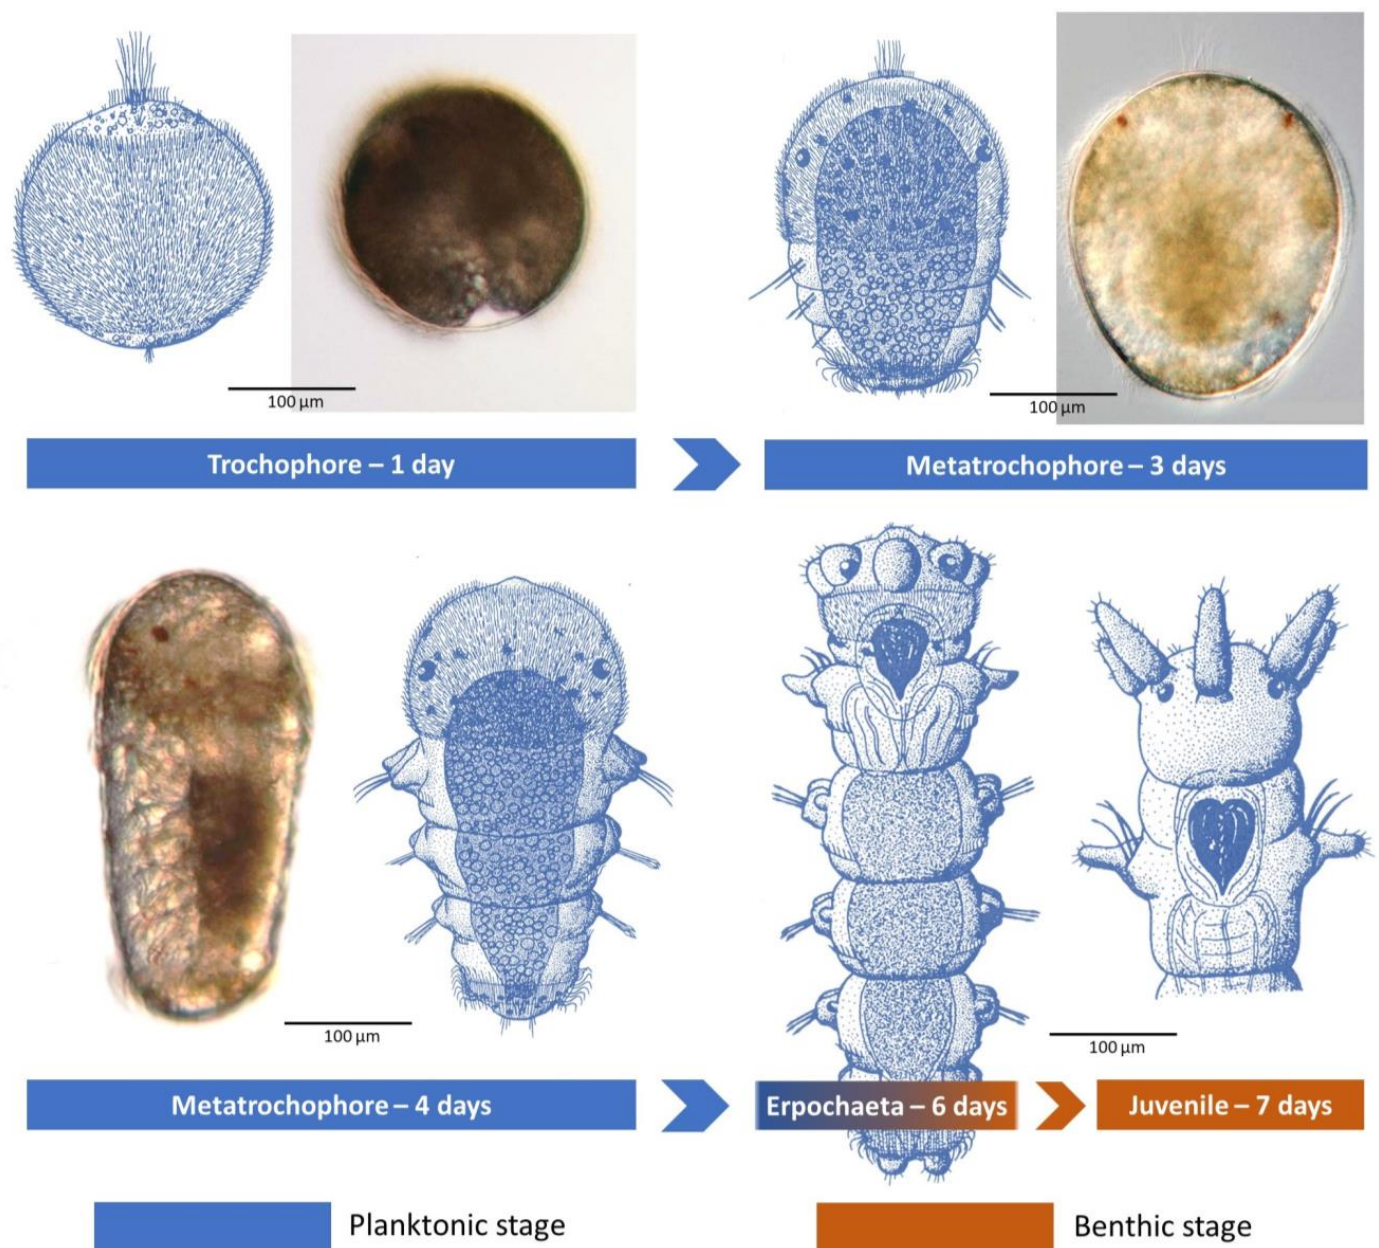 100 µm
100 µm
Trochophore – 1 day
Metatrochophore – 3 days
100 µm
100 µm
Metatrochophore – 4 days
Erpochaeta – 6 days
Juvenile – 7 days
Planktonic stage
Benthic stage